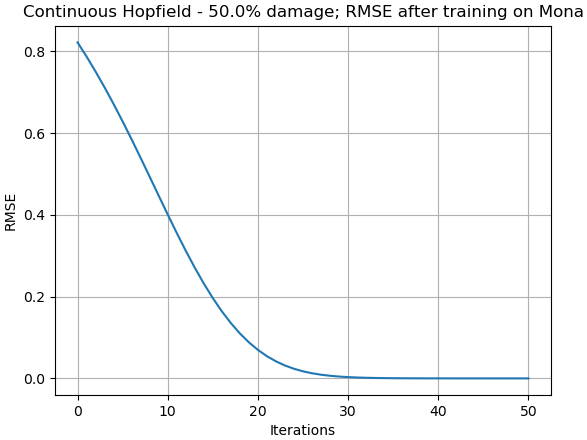 Continuous Hopfield - 50.0% damage; RMSE after training on Mona
0.8
0.6
0.4
0.2
0.0
RMSE
0 10 20 30 40 50
Iterations